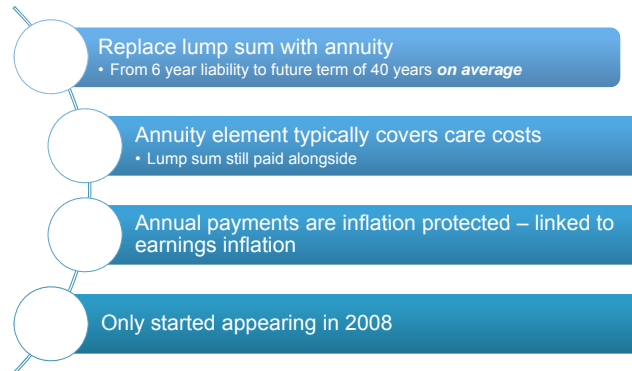 Replace lump sum with annuity
• From 6 year liability to future term of 40 years on average
Annuity element typically covers care costs
• Lump sum still paid alongside
Annual payments are inflation protected – linked to
earnings inflation
Only started appearing in 2008